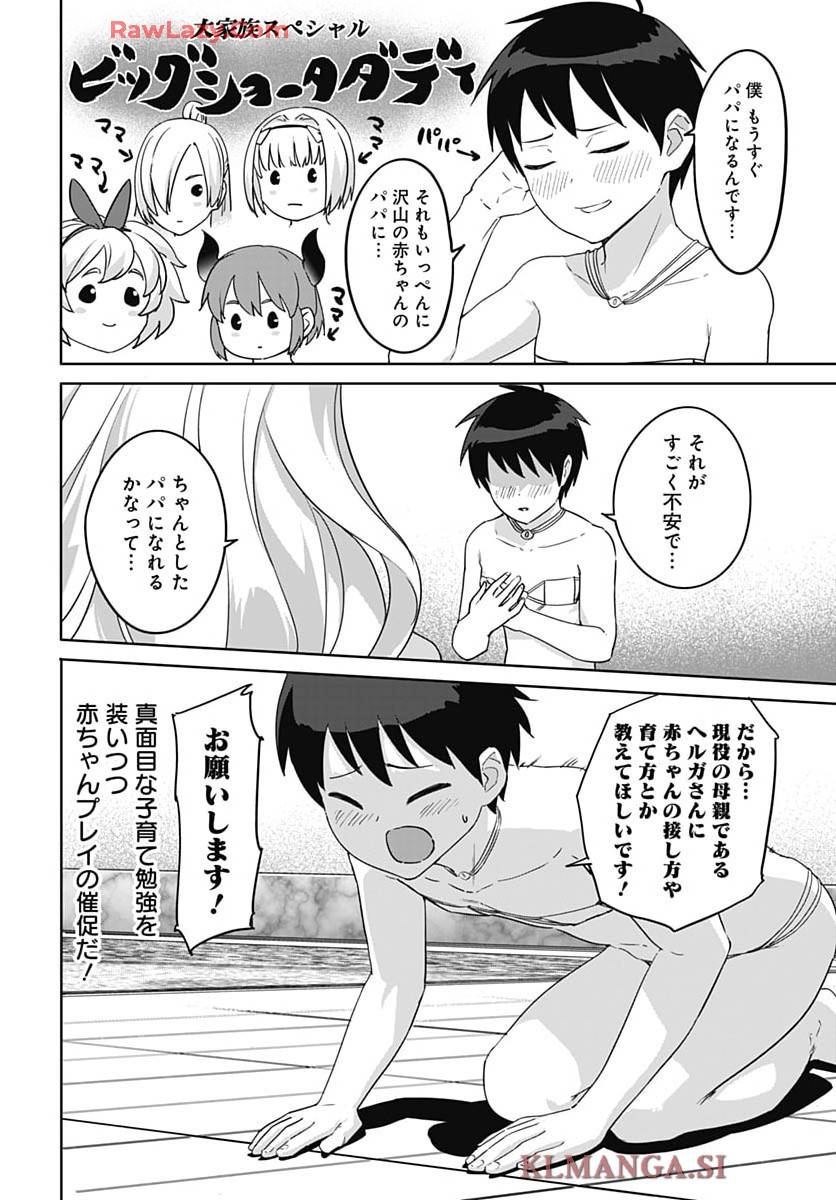 RawLazy.com
大家族スペシャル
ビッグショータダディ
僕 もうすぐ
パパになるんです…
パパ→
ママ
ママ
ママ
ママ
それもいっぺんに
沢山の赤ちゃんの
パパに…
それが
すごく不安で…
ちゃんとした
パパになれる
かなって…
だから…
現役の母親である
ヘルガさんに
赤ちゃんの接し方や
育て方とか
教えてほしいです!
お願いします!
真面目な子育て勉強を
装いつつ
赤ちゃんプレイの催促だ!
KLMANGA.SI